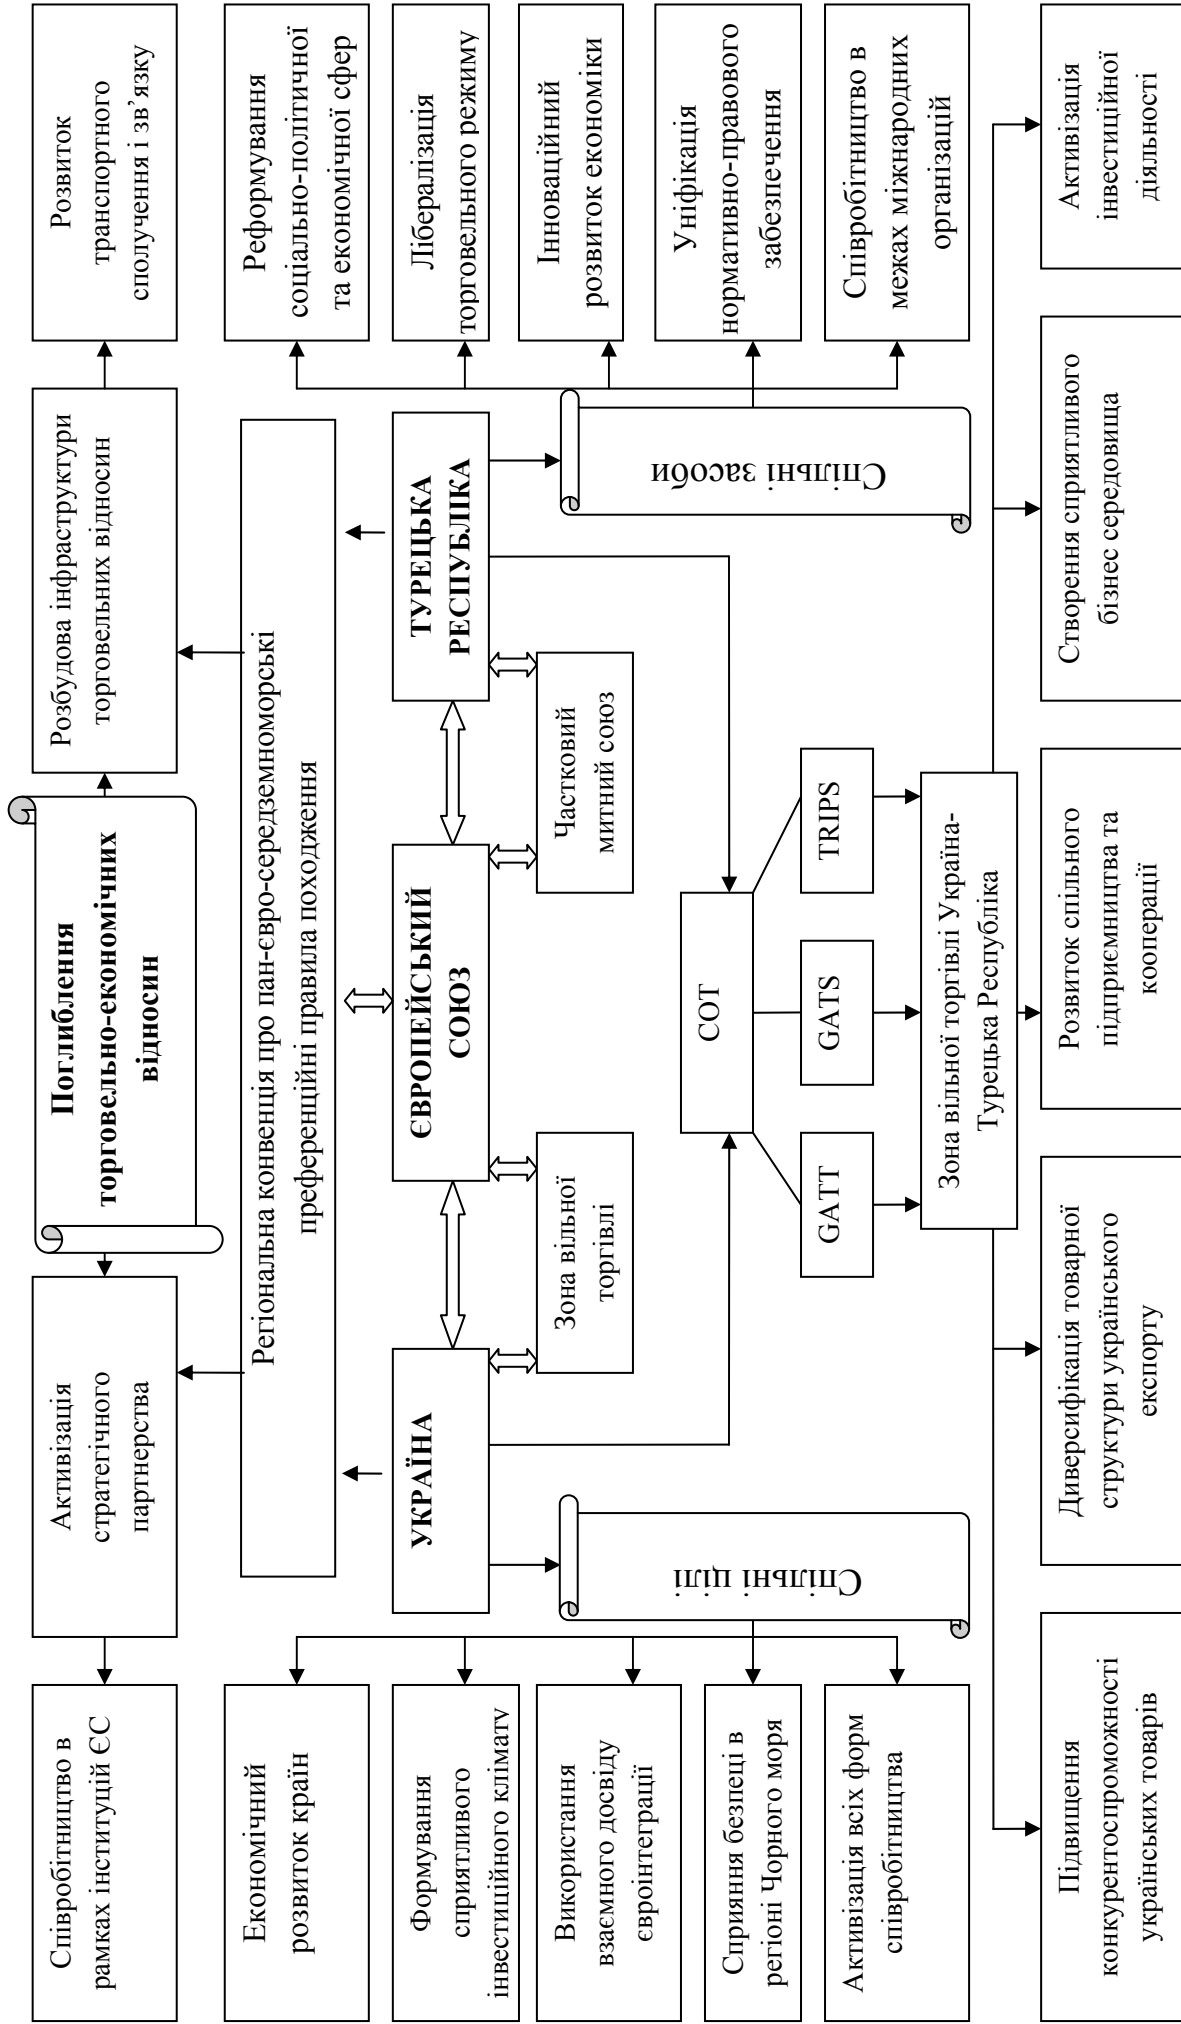 Поглиблення
торговельно-економічних
відносин
Співробітництво в
рамках інституцій ЄС
Активізація
стратегічного
партнерства
Розбудова інфраструктури
торговельних відносин
Розвиток
транспортного
сполучення і зв’язку
Регіональна конвенція про пан-євро-середземноморські
преференційні правила походження
Економічний
розвиток країн
Формування
сприятливого
інвестиційного клімату
Використання
взаємного досвіду
євроінтеграції
Сприяння безпеці в
регіоні Чорного моря
Активізація всіх форм
співробітництва
УКРАЇНА
ЄВРОПЕЙСЬКИЙ
СОЮЗ
ТУРЕЦЬКА
РЕСПУБЛІКА
Зона вільної
торгівлі
Частковий
митний союз
Спільні цілі
Спільні засоби
Реформування
соціально-політичної
та економічної сфер
Лібералізація
торговельного режиму
Інноваційний
розвиток економіки
Уніфікація
нормативно-правового
забезпечення
Співробітництво в
межах міжнародних
організацій
СОТ
GATT
GATS
TRIPS
Зона вільної торгівлі Україна-
Турецька Республіка
Підвищення
конкурентоспроможності
українських товарів
Диверсифікація товарної
структури українського
експорту
Розвиток спільного
підприємництва та
кооперації
Створення сприятливого
бізнес середовища
Активізація
інвестиційної
діяльності